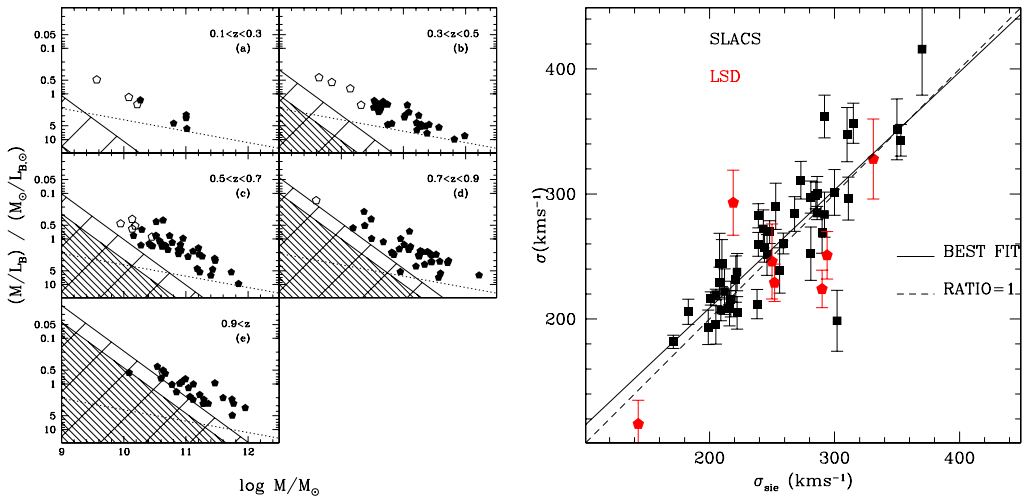 0.1<z<0.3
(a)
0.3<z<0.5
(b)
0.05
0.1
0.5
1
5
10
0.5<z<0.7
(c)
0.7<z<0.9
(d)
0.05
0.1
0.5
1
5
10
0.9<z
(e)
0.05
0.1
0.5
1
5
10
9 10 11 12
(M/L_B) / (M_⊙/L_{B,⊙})
log M/M_⊙
SLACS
LSD
BEST FIT
RATIO=1.
400
300
200
200 300 400
σ(kms⁻¹)
σ_sie (kms⁻¹)